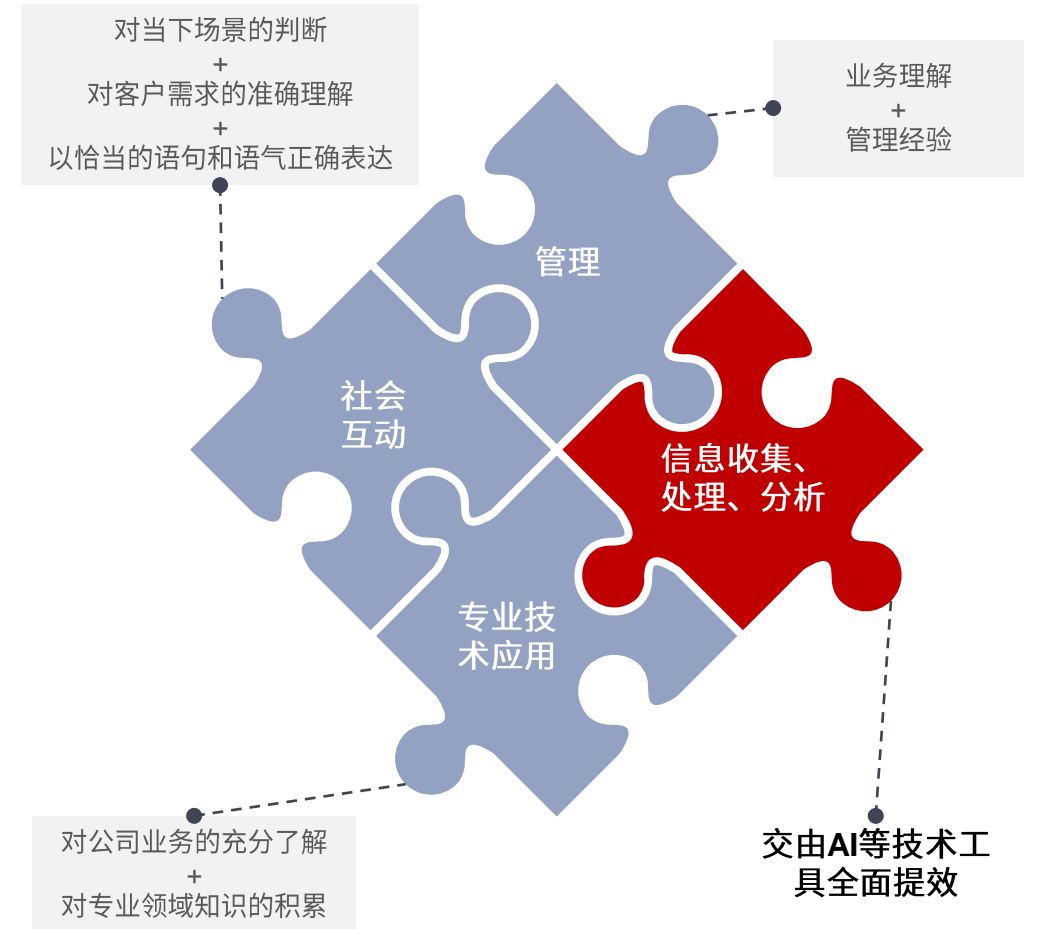 对当下场景的判断
+
对客户需求的准确理解
+
以恰当的语句和语气正确表达
业务理解
+
管理经验
管理
社会
互动
信息收集、
处理、分析
专业技
术应用
对公司业务的充分了解
+
对专业领域知识的积累
交由AI等技术工
具全面提效